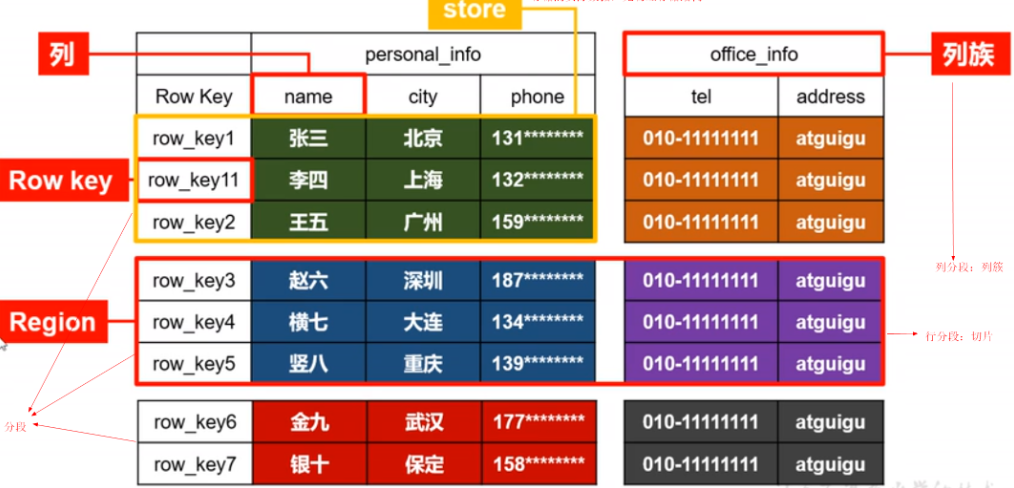 store
列
personal_info
office_info
列族
Row Key
name
city
phone
tel
address
row_key1
张三
北京
131********
010-11111111
atguigu
Row key
row_key11
李四
上海
132********
010-11111111
atguigu
row_key2
王五
广州
159********
010-11111111
atguigu
列分段：列簇
row_key3
赵六
深圳
187********
010-11111111
atguigu
Region
row_key4
横七
大连
134********
010-11111111
atguigu
行分段：切片
row_key5
竖八
重庆
139********
010-11111111
atguigu
分段
row_key6
金九
武汉
177********
010-11111111
atguigu
row_key7
银十
保定
158********
010-11111111
atguigu